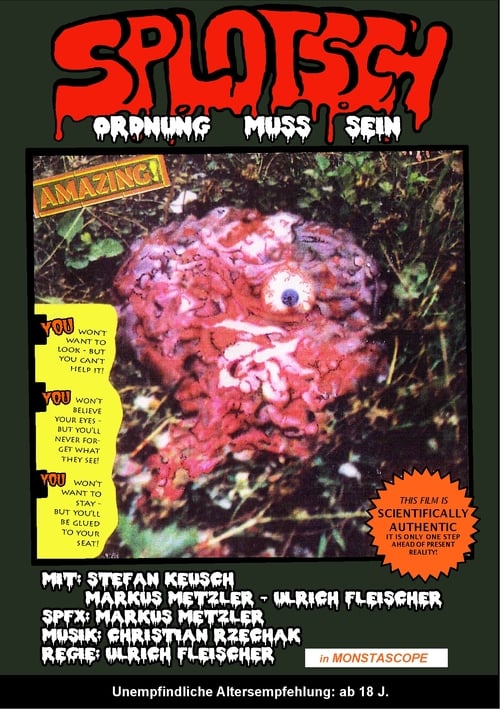 SPLOTSCH
ORDNUNG MUSS SEIN
AMAZING!
YOU WON'T
WANT TO
LOOK - BUT
YOU CAN'T
HELP IT!
YOU WON'T
BELIEVE
YOUR EYES -
BUT YOU'LL
NEVER FOR-
GET WHAT
THEY SEE!
YOU WON'T
WANT TO
STAY -
BUT YOU'LL
BE GLUED
TO YOUR
SEAT!
THIS FILM IS
SCIENTIFICALLY
AUTHENTIC
IT IS ONLY ONE STEP
AHEAD OF PRESENT
REALITY!
MIT: STEFAN KEUSCH
MARKUS METZLER - ULRICH FLEISCHER
SPFX: MARKUS METZLER
MUSIK: CHRISTIAN RZECHAK
REGIE: ULRICH FLEISCHER
in MONSTASCOPE
Unempfindliche Altersempfehlung: ab 18 J.